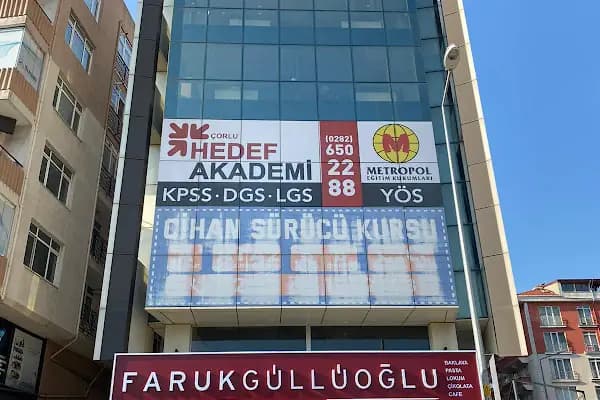 ÇORLU
HEDEF
AKADEMİ
(0282)
650
22
88
M
METROPOL
EĞİTİM KURUMLARI
KPSS·DGS·LGS
YÖS
CİHAN SÜRÜCÜ KURSU
FARUKGÜLLÜOĞLU
BAKLAVA
PASTA
LOKUM
ÇİKOLATA
CAFE